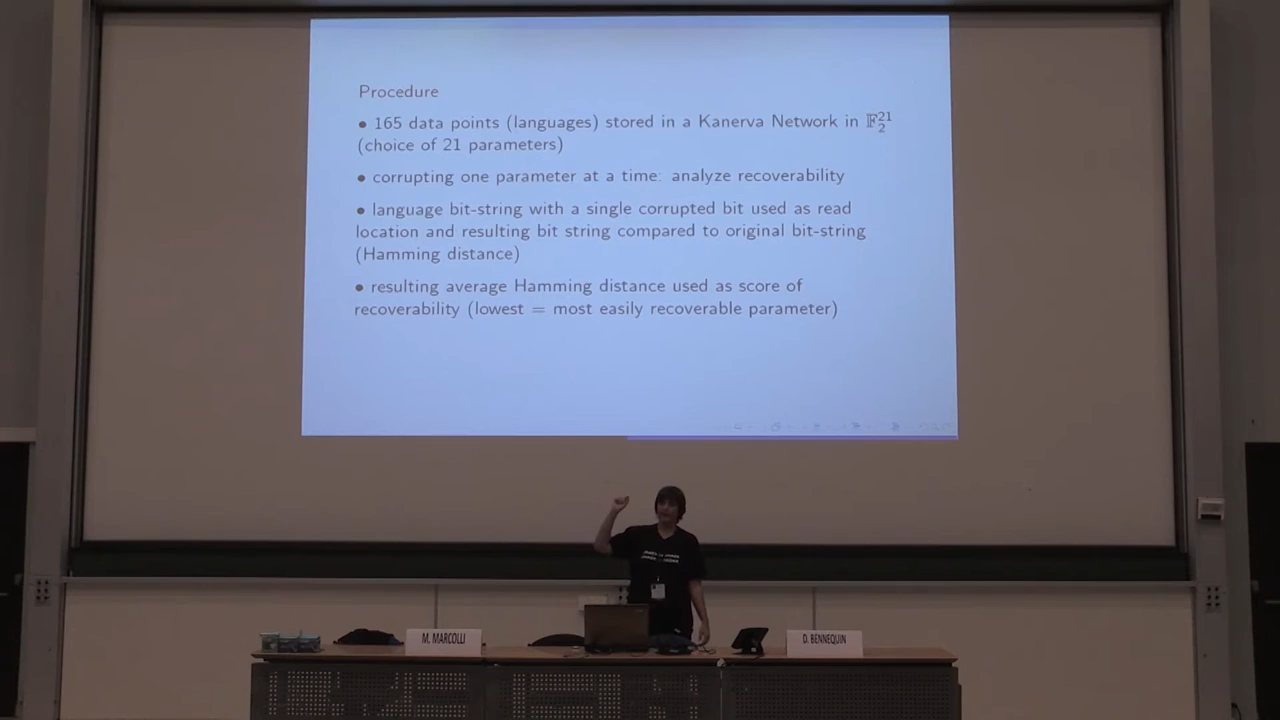 Procedure
• 165 data points (languages) stored in a Kanerva Network in 𝔽₂²¹
(choice of 21 parameters)
• corrupting one parameter at a time: analyze recoverability
• language bit-string with a single corrupted bit used as read
location and resulting bit string compared to original bit-string
(Hamming distance)
• resulting average Hamming distance used as score of
recoverability (lowest = most easily recoverable parameter)
M. MARCOLLI
D. BENNEQUIN